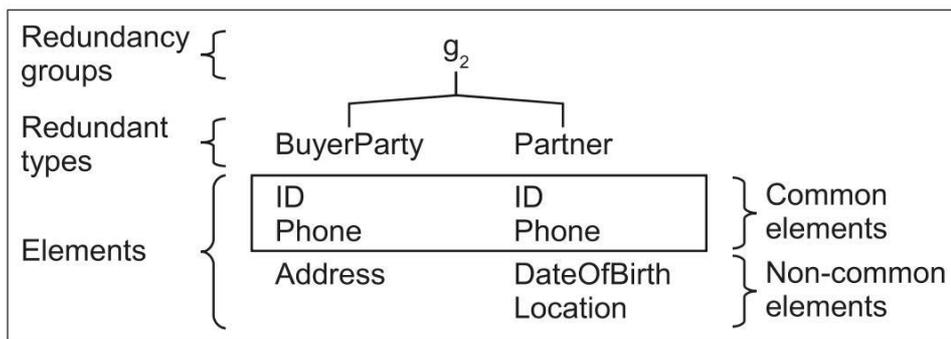 Redundancy
groups
g₂
Redundant
types
BuyerParty Partner
Elements
ID ID
Phone Phone
Address DateOfBirth
Location
Common
elements
Non-common
elements